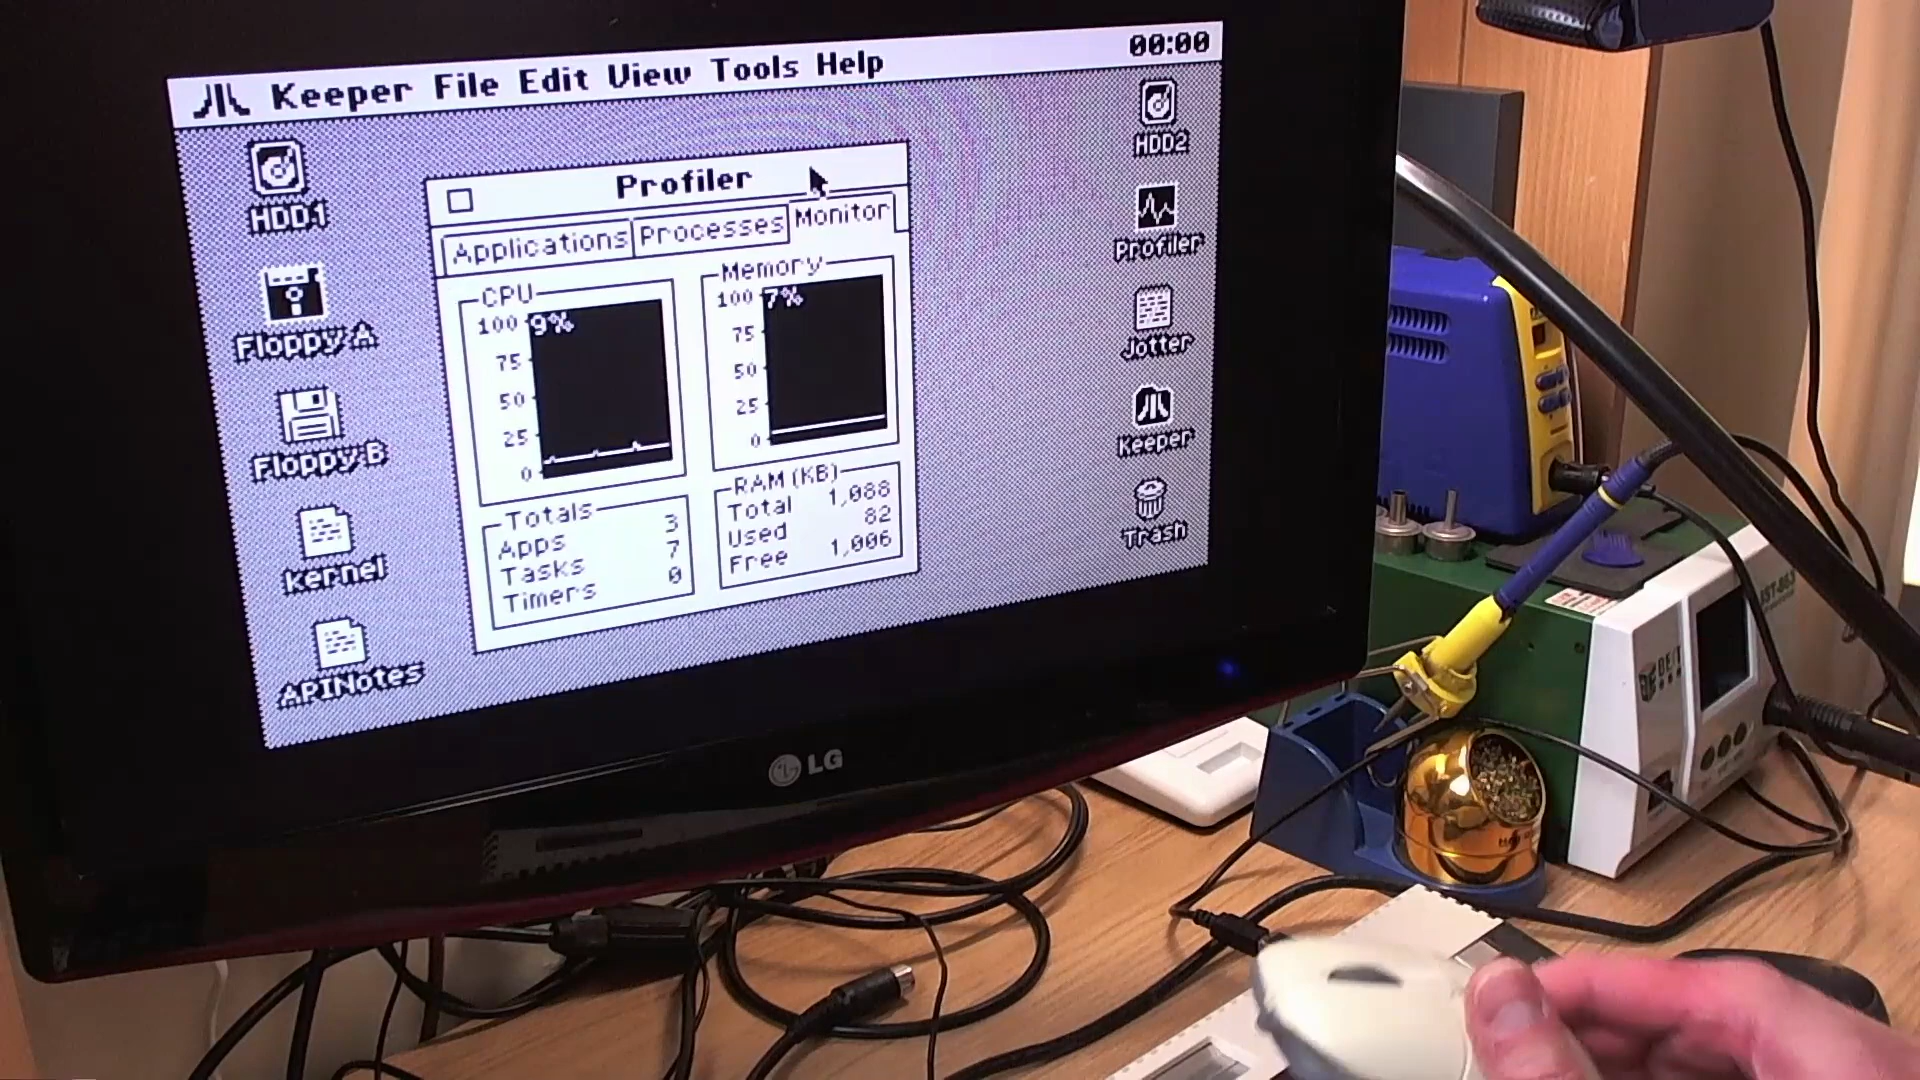 Keeper File Edit View Tools Help 00:00
HDD1
Floppy A
Floppy B
kernel
APINotes
Profiler
Applications Processes Monitor
CPU
100 9%
75
50
25
0
Memory
100 7%
75
50
25
0
Totals
Apps 3
Tasks 7
Timers 0
RAM (KB)
Total 1,088
Used 82
Free 1,006
HDD2
Profiler
Jotter
Keeper
Trash
LG